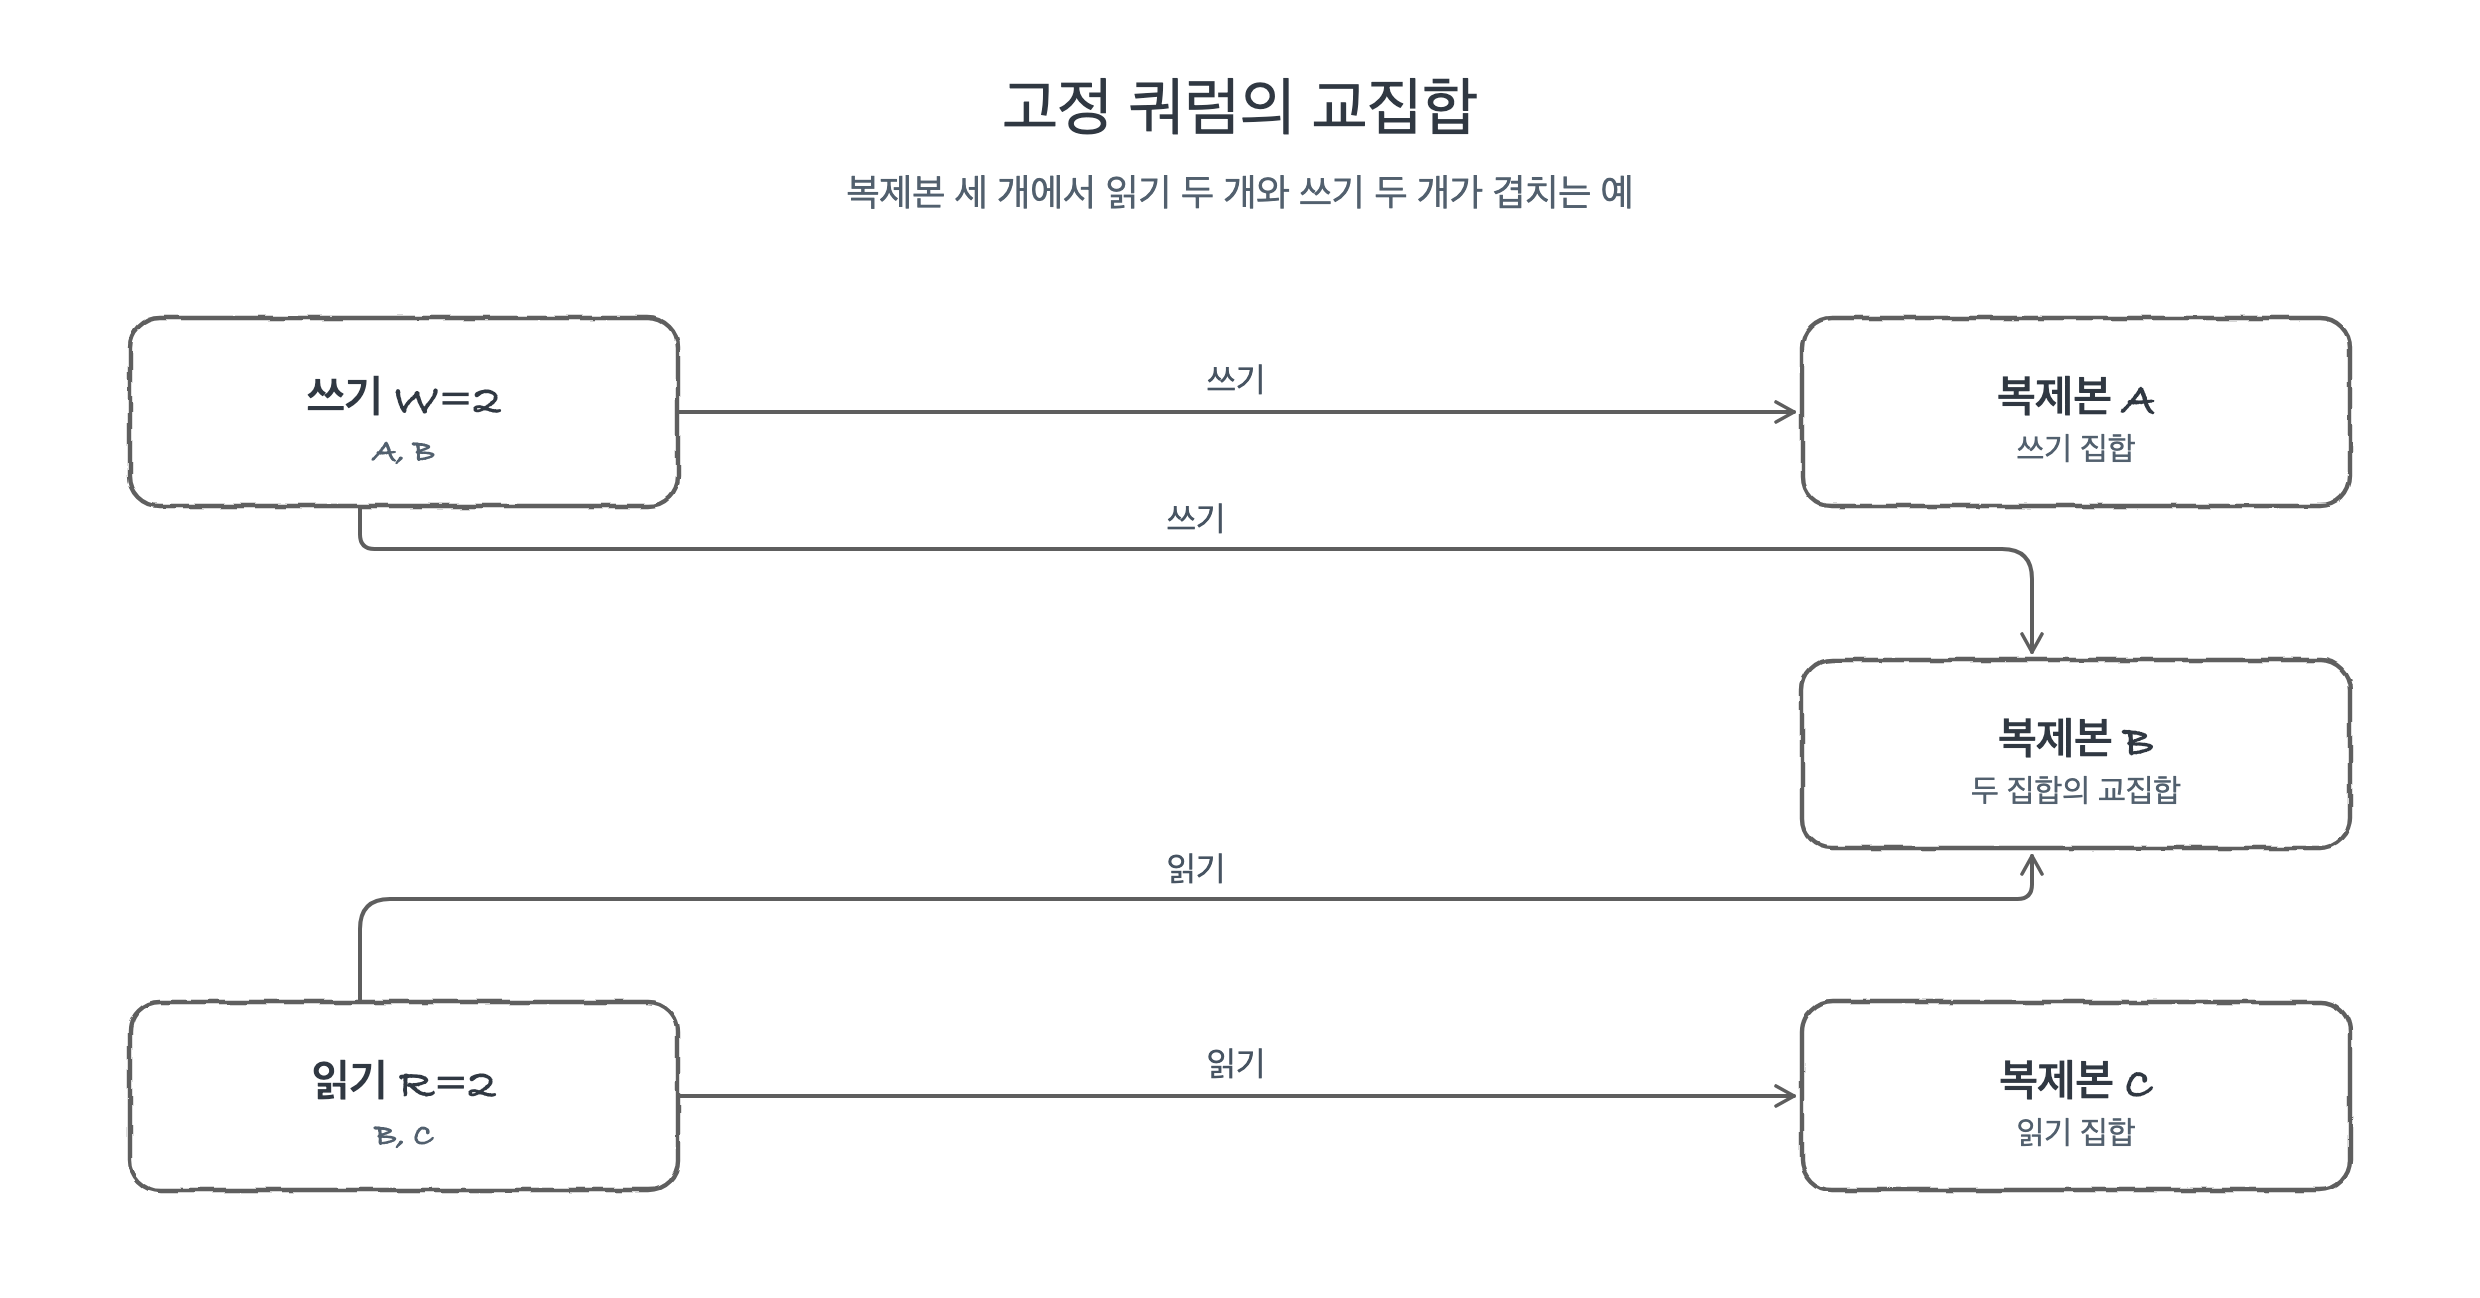 고정 쿼럼의 교집합
복제본 세 개에서 읽기 두 개와 쓰기 두 개가 겹치는 예
쓰기 W=2
A, B
쓰기
복제본 A
쓰기 집합
쓰기
복제본 B
두 집합의 교집합
읽기
읽기 R=2
B, C
읽기
복제본 C
읽기 집합